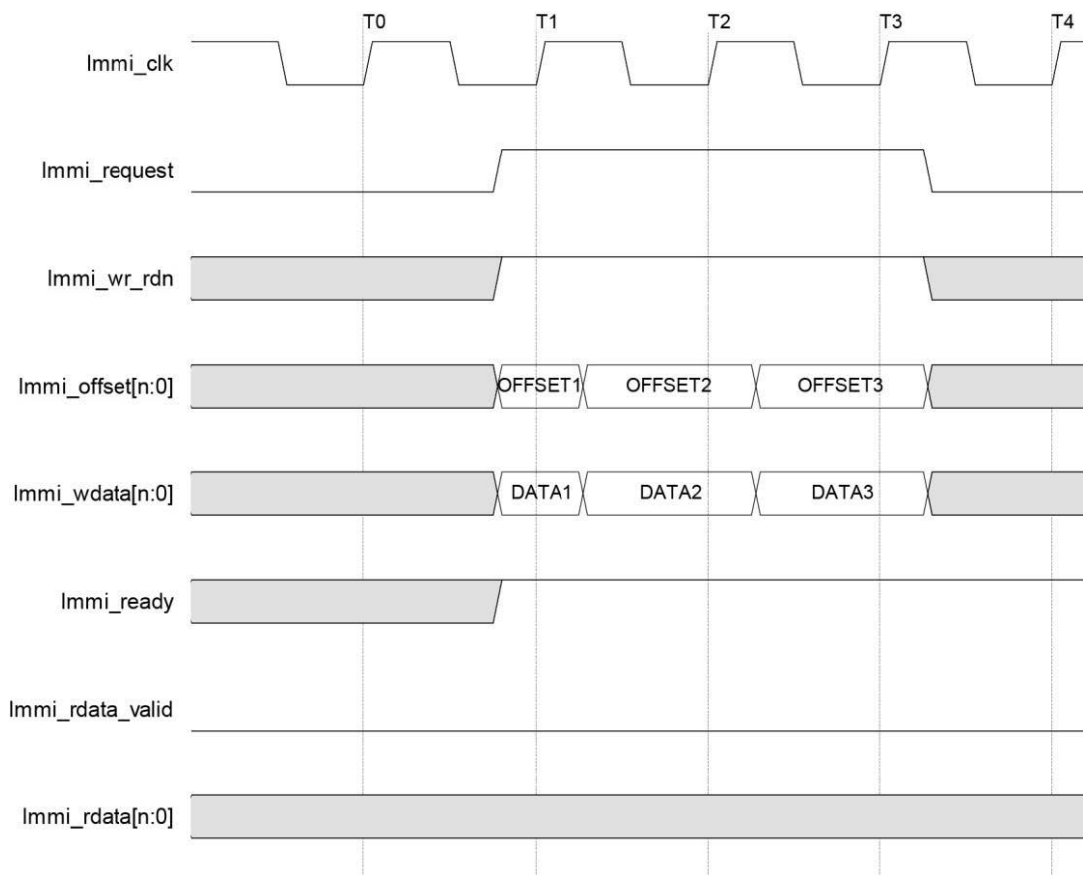 T0 T1 T2 T3 T4
lmmi_clk
lmmi_request
lmmi_wr_rdn
lmmi_offset[n:0] OFFSET1 OFFSET2 OFFSET3
lmmi_wdata[n:0] DATA1 DATA2 DATA3
lmmi_ready
lmmi_rdata_valid
lmmi_rdata[n:0]